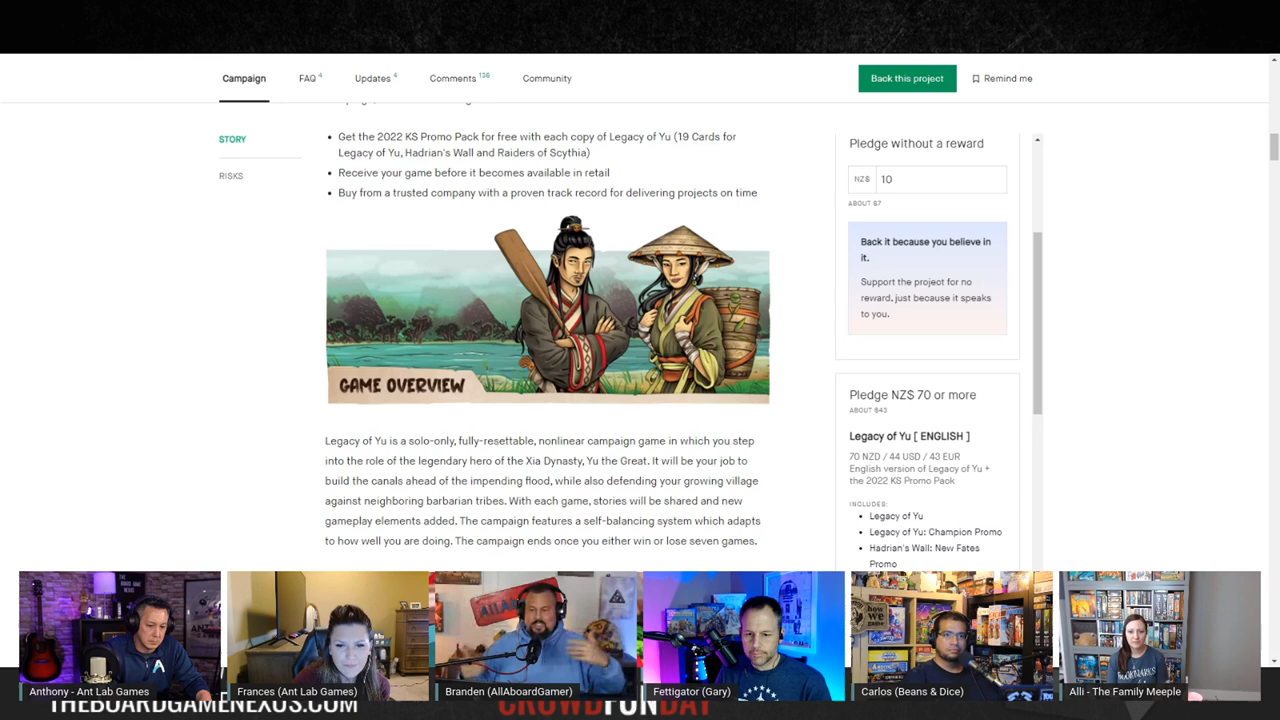 Campaign FAQ 4 Updates 4 Comments 136 Community Back this project Remind me
STORY
RISKS
Get the 2022 KS Promo Pack for free with each copy of Legacy of Yu (19 Cards for
Legacy of Yu, Hadrian's Wall and Raiders of Scythia)
Receive your game before it becomes available in retail
Buy from a trusted company with a proven track record for delivering projects on time
GAME OVERVIEW
Legacy of Yu is a solo-only, fully-resettable, nonlinear campaign game in which you step
into the role of the legendary hero of the Xia Dynasty, Yu the Great. It will be your job to
build the canals ahead of the impending flood, while also defending your growing village
against neighboring barbarian tribes. With each game, stories will be shared and new
gameplay elements added. The campaign features a self-balancing system which adapts
to how well you are doing. The campaign ends once you either win or lose seven games.
Pledge without a reward
NZ$ 10
ABOUT $7
Back it because you believe in
it.
Support the project for no
reward, just because it speaks
to you.
Pledge NZ$ 70 or more
ABOUT $43
Legacy of Yu [ ENGLISH ]
70 NZD / 44 USD / 43 EUR
English version of Legacy of Yu +
the 2022 KS Promo Pack
INCLUDES:
Legacy of Yu
Legacy of Yu: Champion Promo
Hadrian's Wall: New Fates
Promo
how
we
game
BOOKMARKS
Anthony - Ant Lab Games
Frances (Ant Lab Games)
Branden (AllAboardGamer)
Fettigator (Gary)
Carlos (Beans & Dice)
Alli - The Family Meeple
THEBOARDGAMENEXUS.COM
CROWDFUNDAY